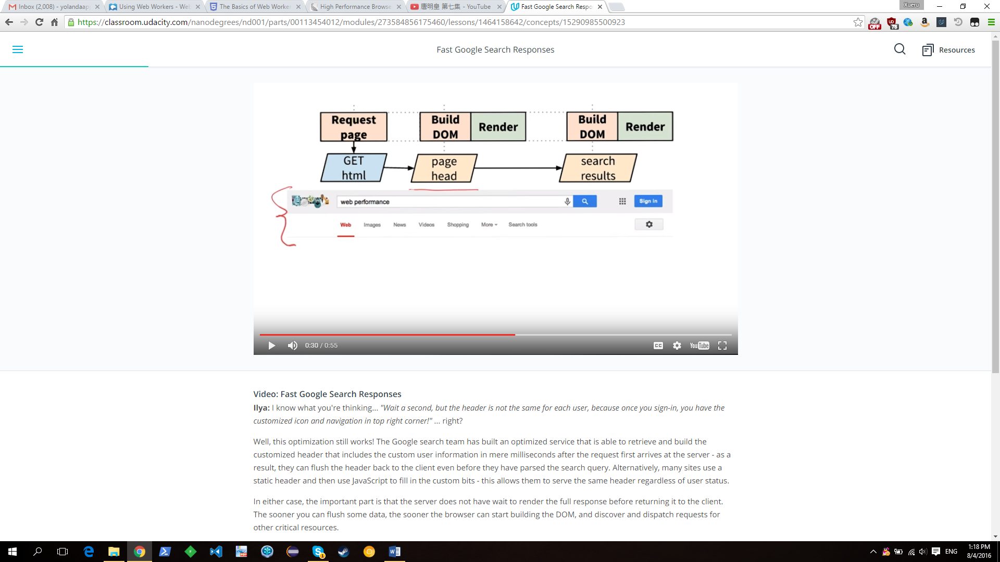 Inbox (2,008) - yolandaap
Using Web Workers - Web
The Basics of Web Worker
High Performance Browse
唐明皇 第七集 - YouTube
Fast Google Search Respo
Xueru
https://classroom.udacity.com/nanodegrees/nd001/parts/00113454012/modules/273584856175460/lessons/1464158642/concepts/15290985500923
OFF
78
Fast Google Search Responses
Resources
Request page
Build DOM
Render
Build DOM
Render
GET html
page head
search results
web performance
Sign in
Web Images News Videos Shopping More Search tools
0:30 / 0:55
CC
YouTube
Video: Fast Google Search Responses
Ilya: I know what you're thinking... "Wait a second, but the header is not the same for each user, because once you sign-in, you have the
customized icon and navigation in top right corner!" ... right?
Well, this optimization still works! The Google search team has built an optimized service that is able to retrieve and build the
customized header that includes the custom user information in mere milliseconds after the request first arrives at the server - as a
result, they can flush the header back to the client even before they have parsed the search query. Alternatively, many sites use a
static header and then use JavaScript to fill in the custom bits - this allows them to serve the same header regardless of user status.
In either case, the important part is that the server does not have wait to render the full response before returning it to the client.
The sooner you can flush some data, the sooner the browser can start building the DOM, and discover and dispatch requests for
other critical resources.
ENG
1:18 PM
8/4/2016